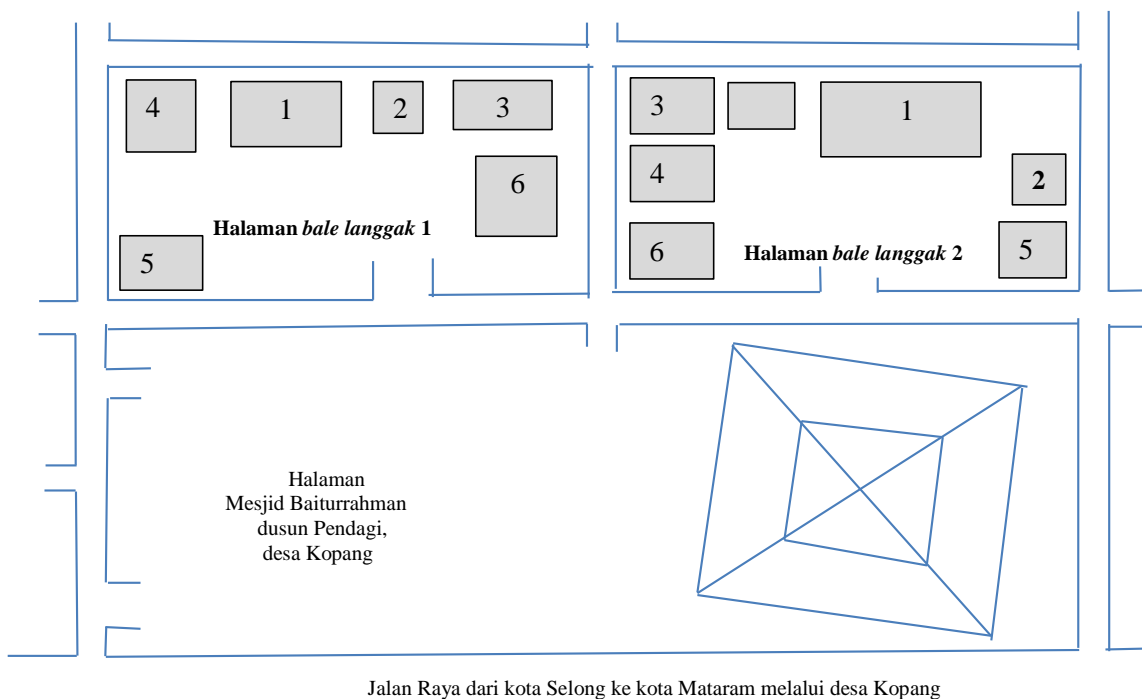 4
1
2
3
6
5
Halaman bale langgak 1
3
1
4
2
6
5
Halaman bale langgak 2
Halaman
Mesjid Baiturrahman
dusun Pendagi,
desa Kopang
Jalan Raya dari kota Selong ke kota Mataram melalui desa Kopang